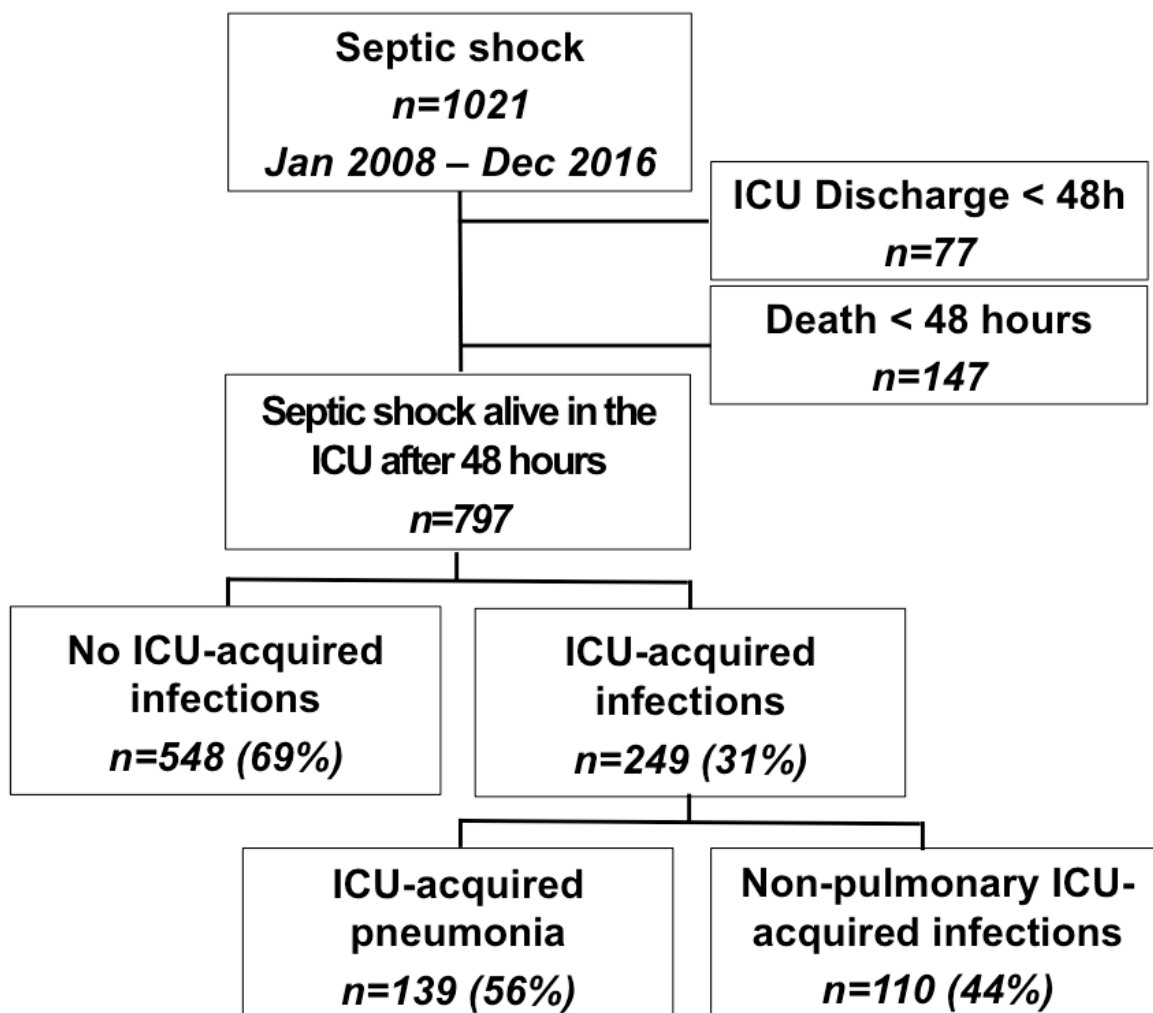 Septic shock
n=1021
Jan 2008 – Dec 2016
ICU Discharge < 48h
n=77
Death < 48 hours
n=147
Septic shock alive in the
ICU after 48 hours
n=797
No ICU-acquired
infections
n=548 (69%)
ICU-acquired
infections
n=249 (31%)
ICU-acquired
pneumonia
n=139 (56%)
Non-pulmonary ICU-
acquired infections
n=110 (44%)